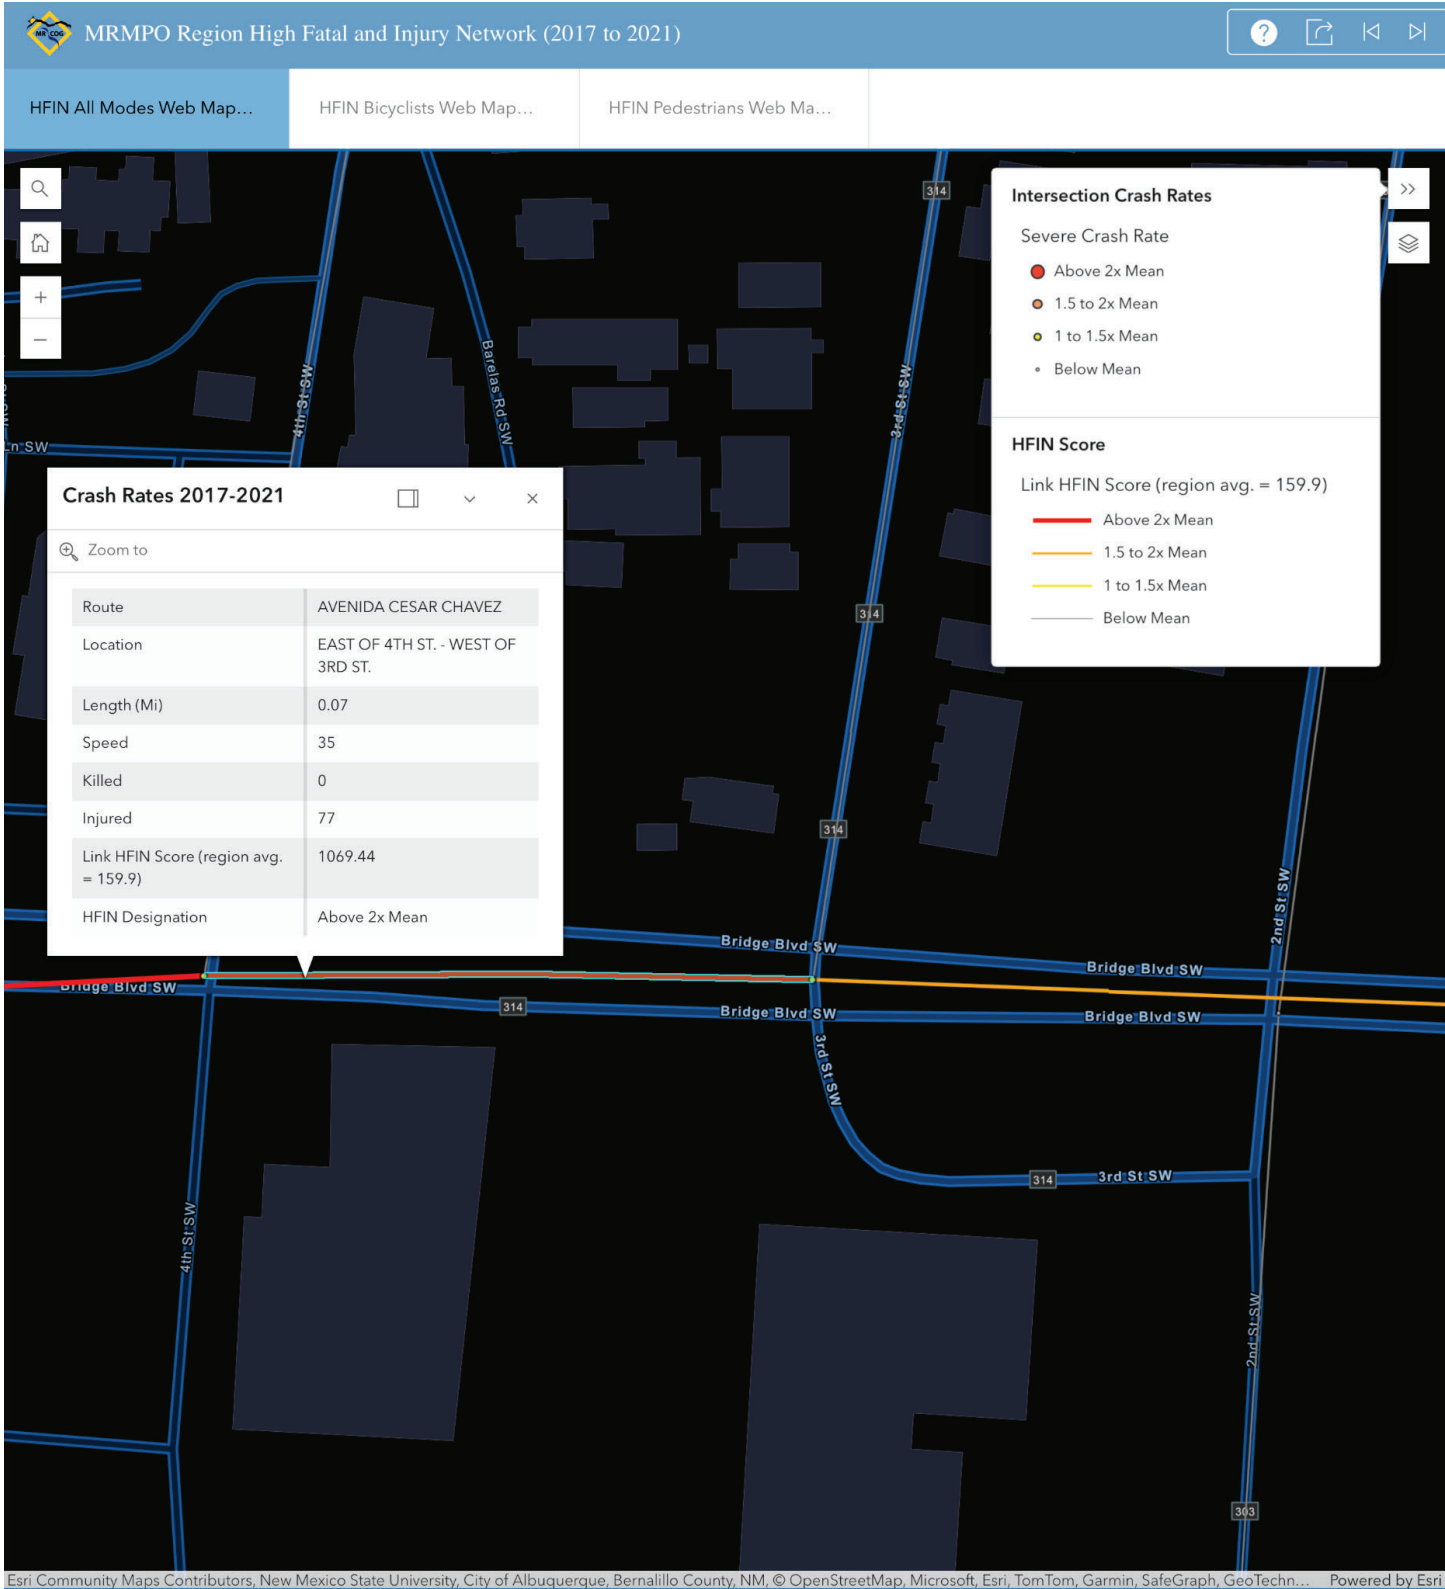 MR COG
MRMPO Region High Fatal and Injury Network (2017 to 2021)
?
HFIN All Modes Web Map...
HFIN Bicyclists Web Map...
HFIN Pedestrians Web Ma...
314
Intersection Crash Rates
Severe Crash Rate
Above 2x Mean
1.5 to 2x Mean
1 to 1.5x Mean
Below Mean
HFIN Score
Link HFIN Score (region avg. = 159.9)
Above 2x Mean
1.5 to 2x Mean
1 to 1.5x Mean
Below Mean
+
−
Barelas Rd SW
4th St SW
3rd St SW
Ln SW
Crash Rates 2017-2021
Zoom to
Route AVENIDA CESAR CHAVEZ
Location EAST OF 4TH ST. - WEST OF
3RD ST.
Length (Mi) 0.07
Speed 35
Killed 0
Injured 77
Link HFIN Score (region avg. 1069.44
= 159.9)
HFIN Designation Above 2x Mean
314
314
2nd St SW
Bridge Blvd SW
Bridge Blvd SW
Bridge Blvd SW
314
Bridge Blvd SW
Bridge Blvd SW
3rd St SW
314
3rd St SW
4th St SW
2nd St SW
303
Esri Community Maps Contributors, New Mexico State University, City of Albuquerque, Bernalillo County, NM, © OpenStreetMap, Microsoft, Esri, TomTom, Garmin, SafeGraph, GeoTechn... Powered by Esri